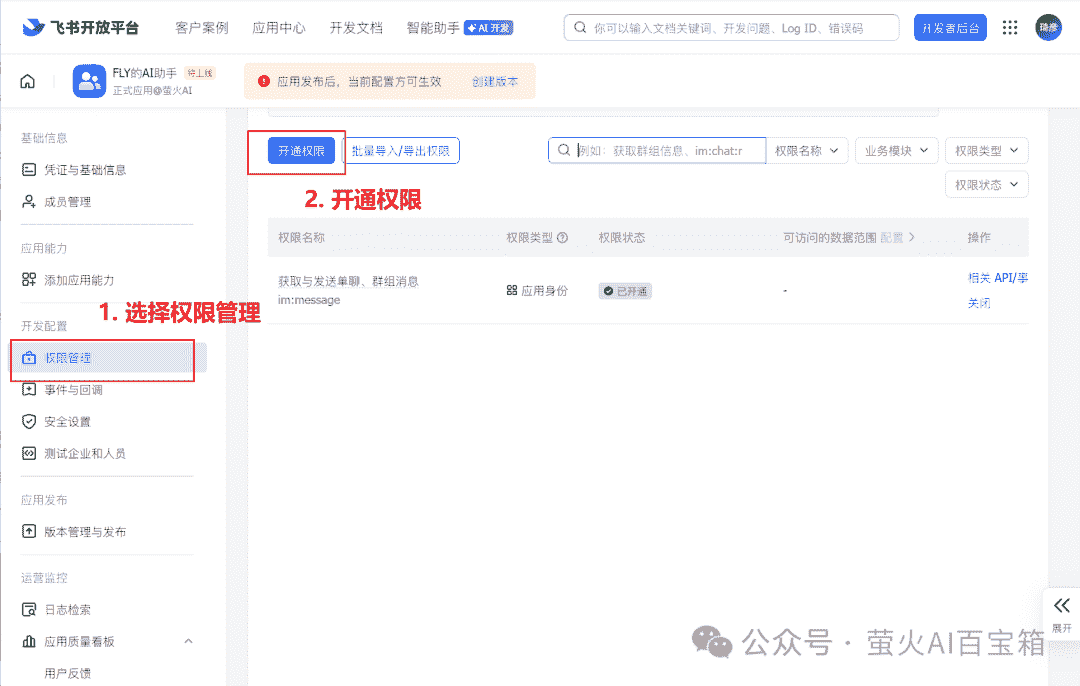 飞书开放平台
客户案例
应用中心
开发文档
智能助手 AI 开发
你可以输入文档关键词、开发问题、Log ID、错误码
开发者后台
瑞彦
FLY的AI助手 待上线
正式应用@萤火AI
应用发布后，当前配置方可生效
创建版本
基础信息
凭证与基础信息
成员管理
应用能力
添加应用能力
开发配置
权限管理
事件与回调
安全设置
测试企业和人员
应用发布
版本管理与发布
运营监控
日志检索
应用质量看板
用户反馈
1. 选择权限管理
开通权限
批量导入/导出权限
例如：获取群组信息、im:chat:r
权限名称
业务模块
权限类型
权限状态
2. 开通权限
权限名称
权限类型
权限状态
可访问的数据范围 配置
操作
获取与发送单聊、群组消息
im:message
应用身份
已开通
-
相关 API/事
关闭
展开
公众号 · 萤火AI百宝箱